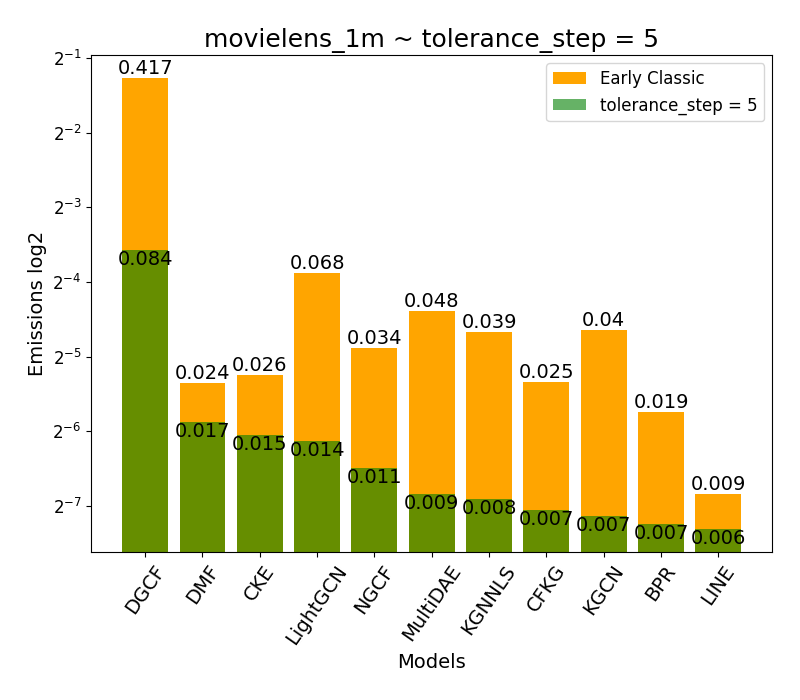 movielens_1m ~ tolerance_step = 5
Early Classic
tolerance_step = 5
Emissions log2
2⁻¹
2⁻²
2⁻³
2⁻⁴
2⁻⁵
2⁻⁶
2⁻⁷
0.417
0.024
0.026
0.068
0.034
0.048
0.039
0.025
0.04
0.019
0.009
0.084
0.017
0.015
0.014
0.011
0.009
0.008
0.007
0.007
0.007
0.006
DGCF
DMF
CKE
LightGCN
NGCF
MultiDAE
KGNNLS
CFKG
KGCN
BPR
LINE
Models